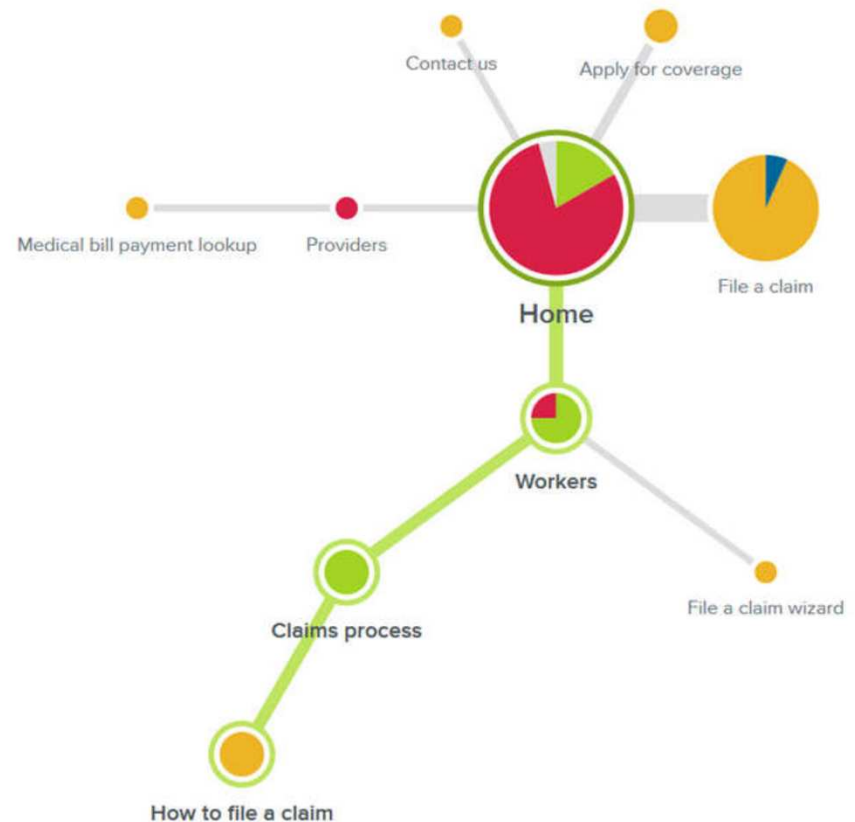 Contact us
Apply for coverage
Medical bill payment lookup
Providers
File a claim
Home
Workers
File a claim wizard
Claims process
How to file a claim